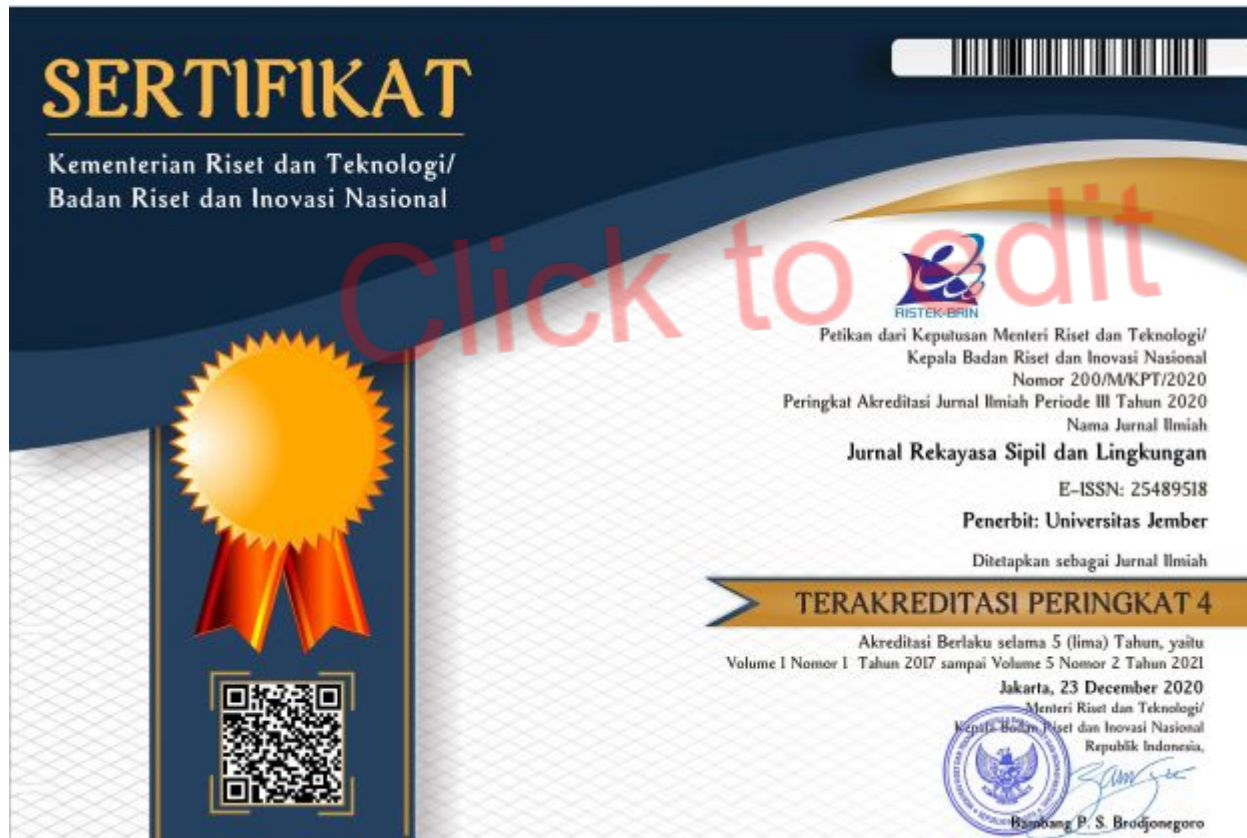 SERTIFIKAT
Kementerian Riset dan Teknologi/
Badan Riset dan Inovasi Nasional
Click to edit
RISTEK-BRIN
Petikan dari Keputusan Menteri Riset dan Teknologi/
Kepala Badan Riset dan Inovasi Nasional
Nomor 200/M/KPT/2020
Peringkat Akreditasi Jurnal Ilmiah Periode III Tahun 2020
Nama Jurnal Ilmiah
Jurnal Rekayasa Sipil dan Lingkungan
E-ISSN: 25489518
Penerbit: Universitas Jember
Ditetapkan sebagai Jurnal Ilmiah
TERAKREDITASI PERINGKAT 4
Akreditasi Berlaku selama 5 (lima) Tahun, yaitu
Volume 1 Nomor 1 Tahun 2017 sampai Volume 5 Nomor 2 Tahun 2021
Jakarta, 23 December 2020
Menteri Riset dan Teknologi/
Kepala Badan Riset dan Inovasi Nasional
Republik Indonesia,
Bambang P. S. Brodjonegoro